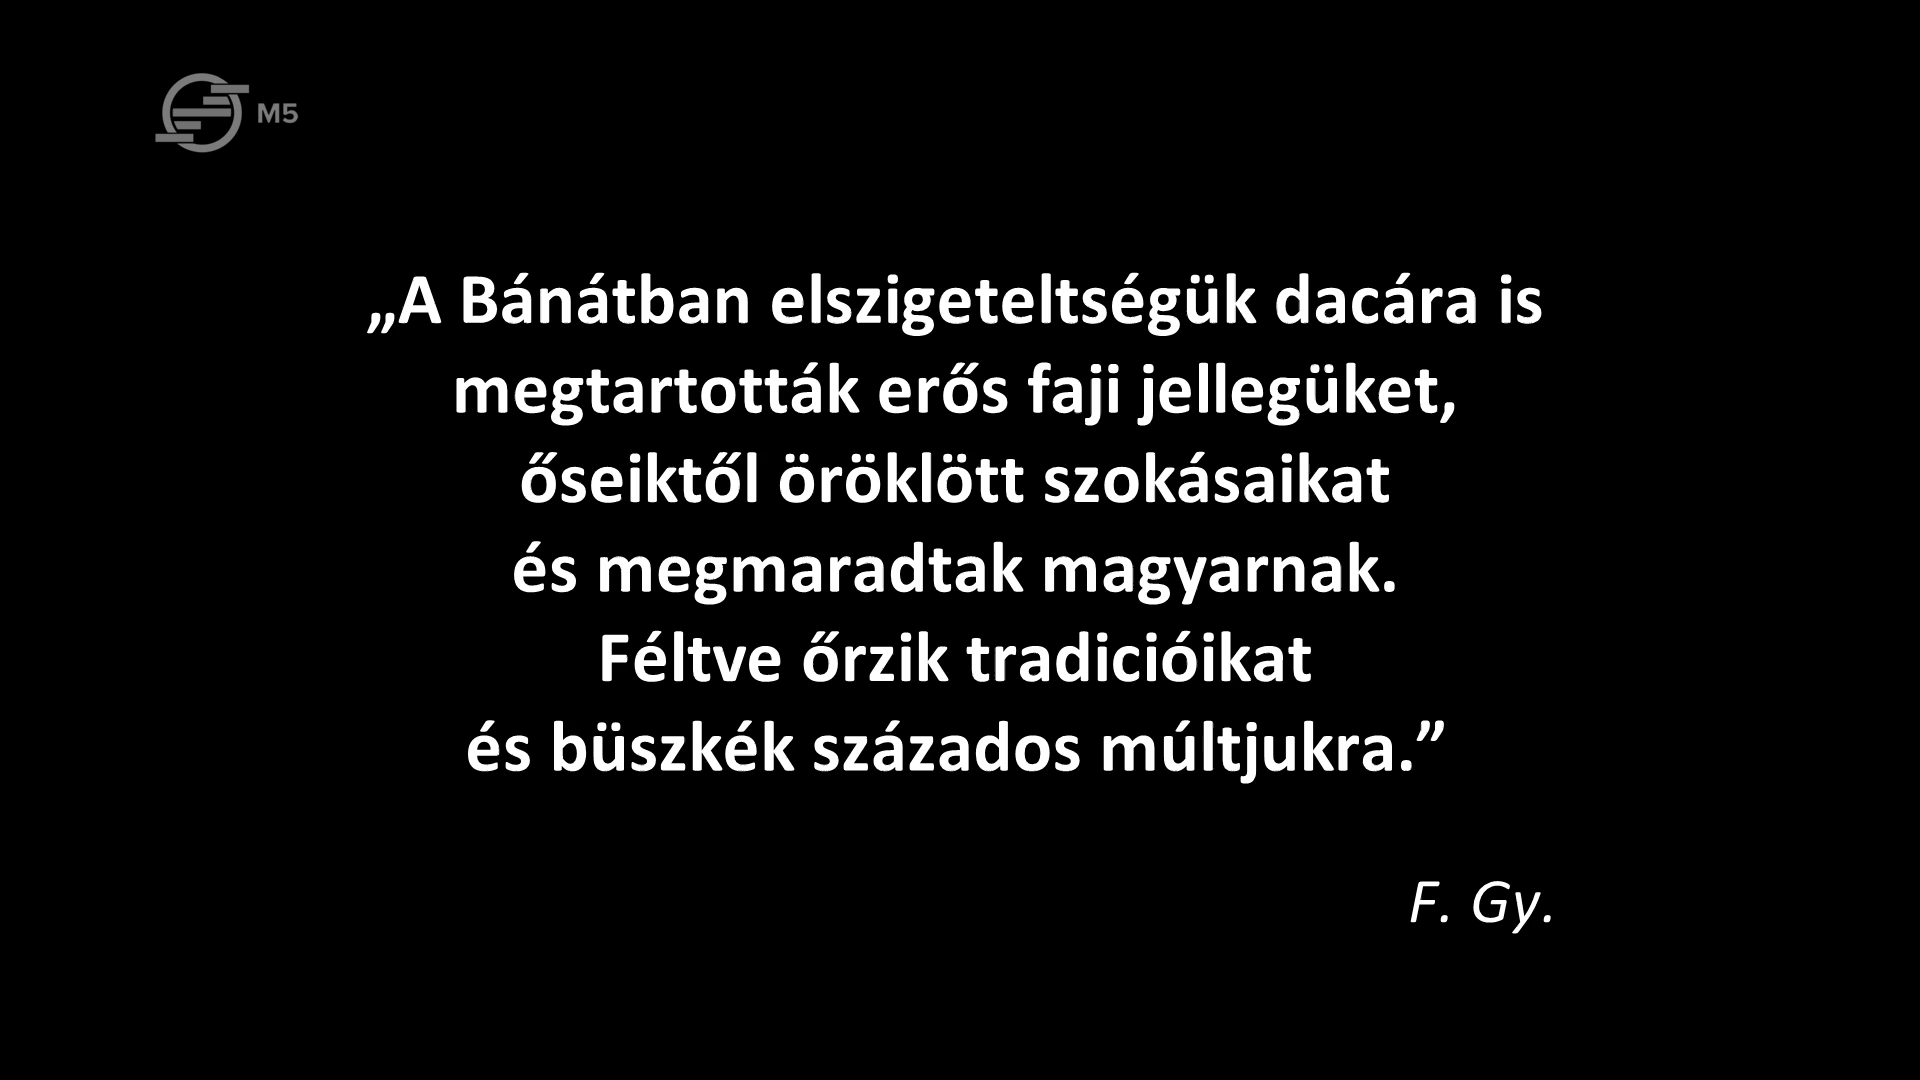 M5
„A Bánátban elszigeteltségük dacára is
megtartották erős faji jellegüket,
őseiktől öröklött szokásaikat
és megmaradtak magyarnak.
Féltve őrzik tradicióikat
és büszkék százados múltjukra.”
F. Gy.